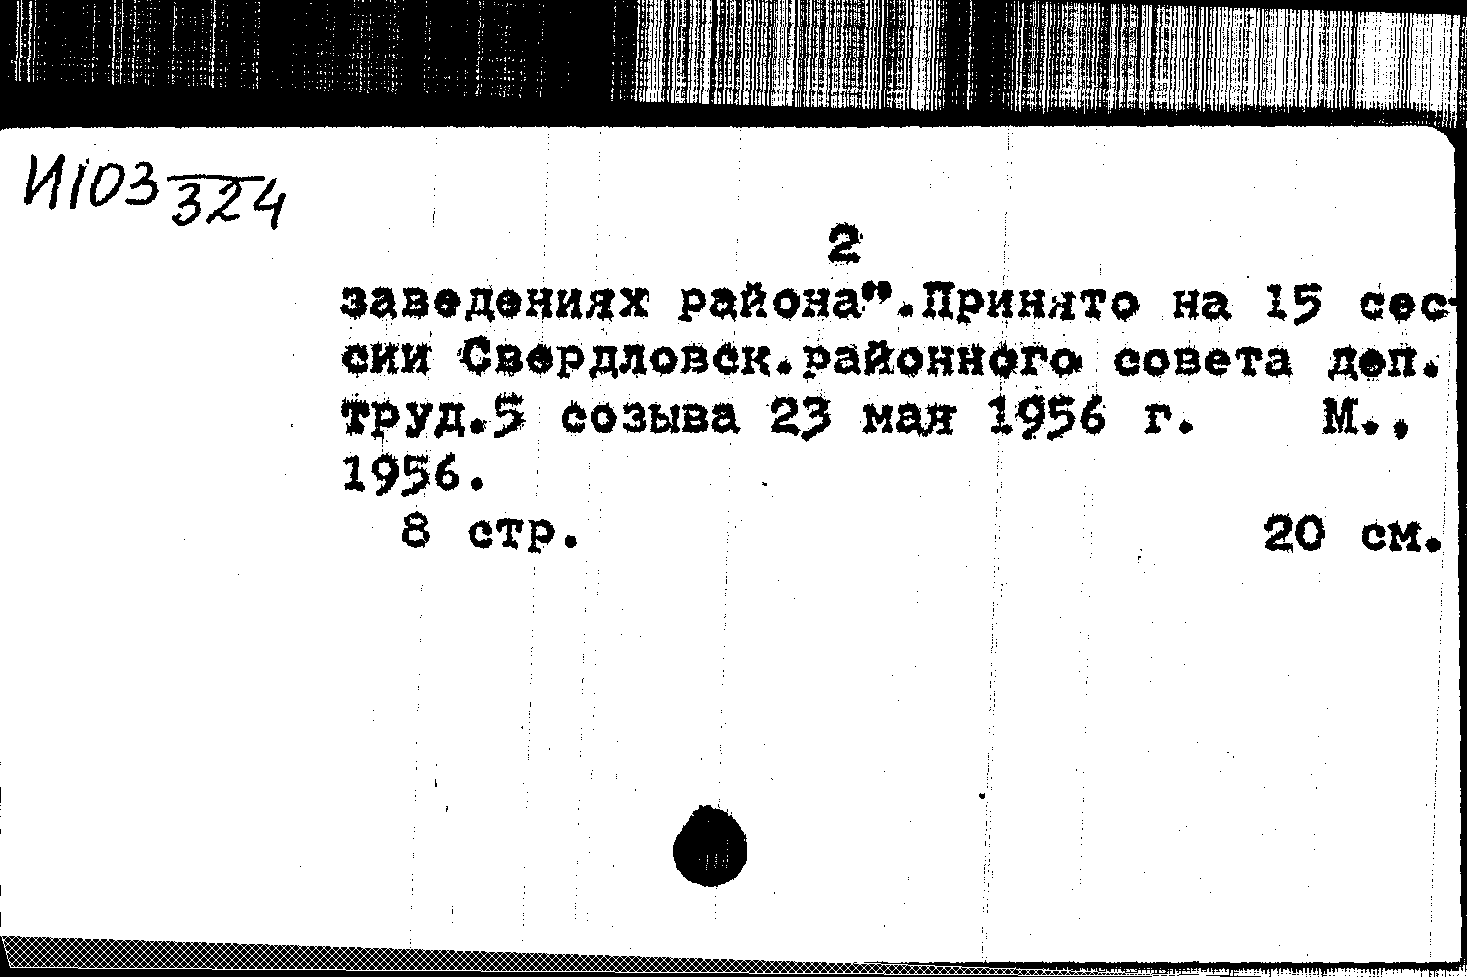 И103 324
2
заведениях района".Принято на 15 сес-
сии Свердловск.районного совета деп.
труд.5 созыва 23 мая 1956 г. М.,
1956.
8 стр. 20 см.